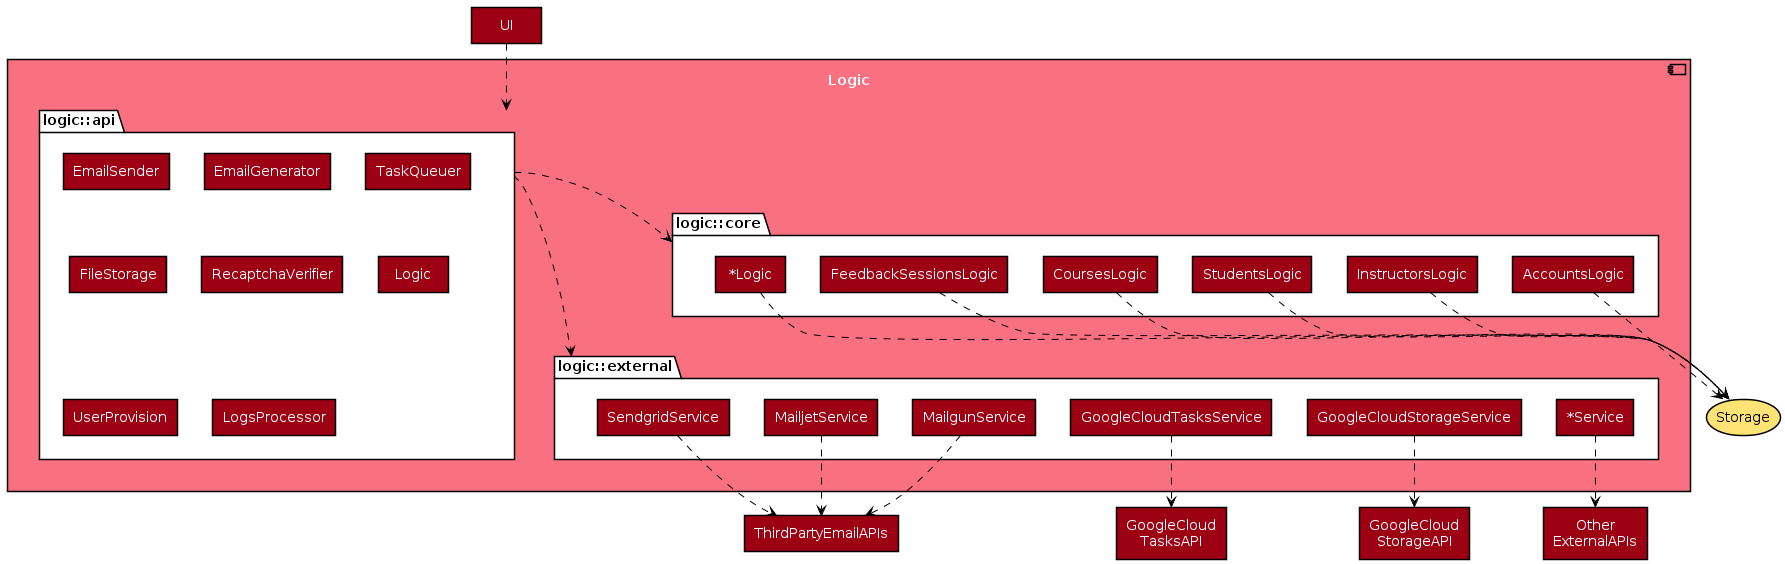 UI
Logic
logic::api
EmailSender
EmailGenerator
TaskQueuer
FileStorage
RecaptchaVerifier
Logic
UserProvision
LogsProcessor
logic::core
*Logic
FeedbackSessionsLogic
CoursesLogic
StudentsLogic
InstructorsLogic
AccountsLogic
logic::external
SendgridService
MailjetService
MailgunService
GoogleCloudTasksService
GoogleCloudStorageService
*Service
Storage
ThirdPartyEmailAPIs
GoogleCloud
TasksAPI
GoogleCloud
StorageAPI
Other
ExternalAPIs